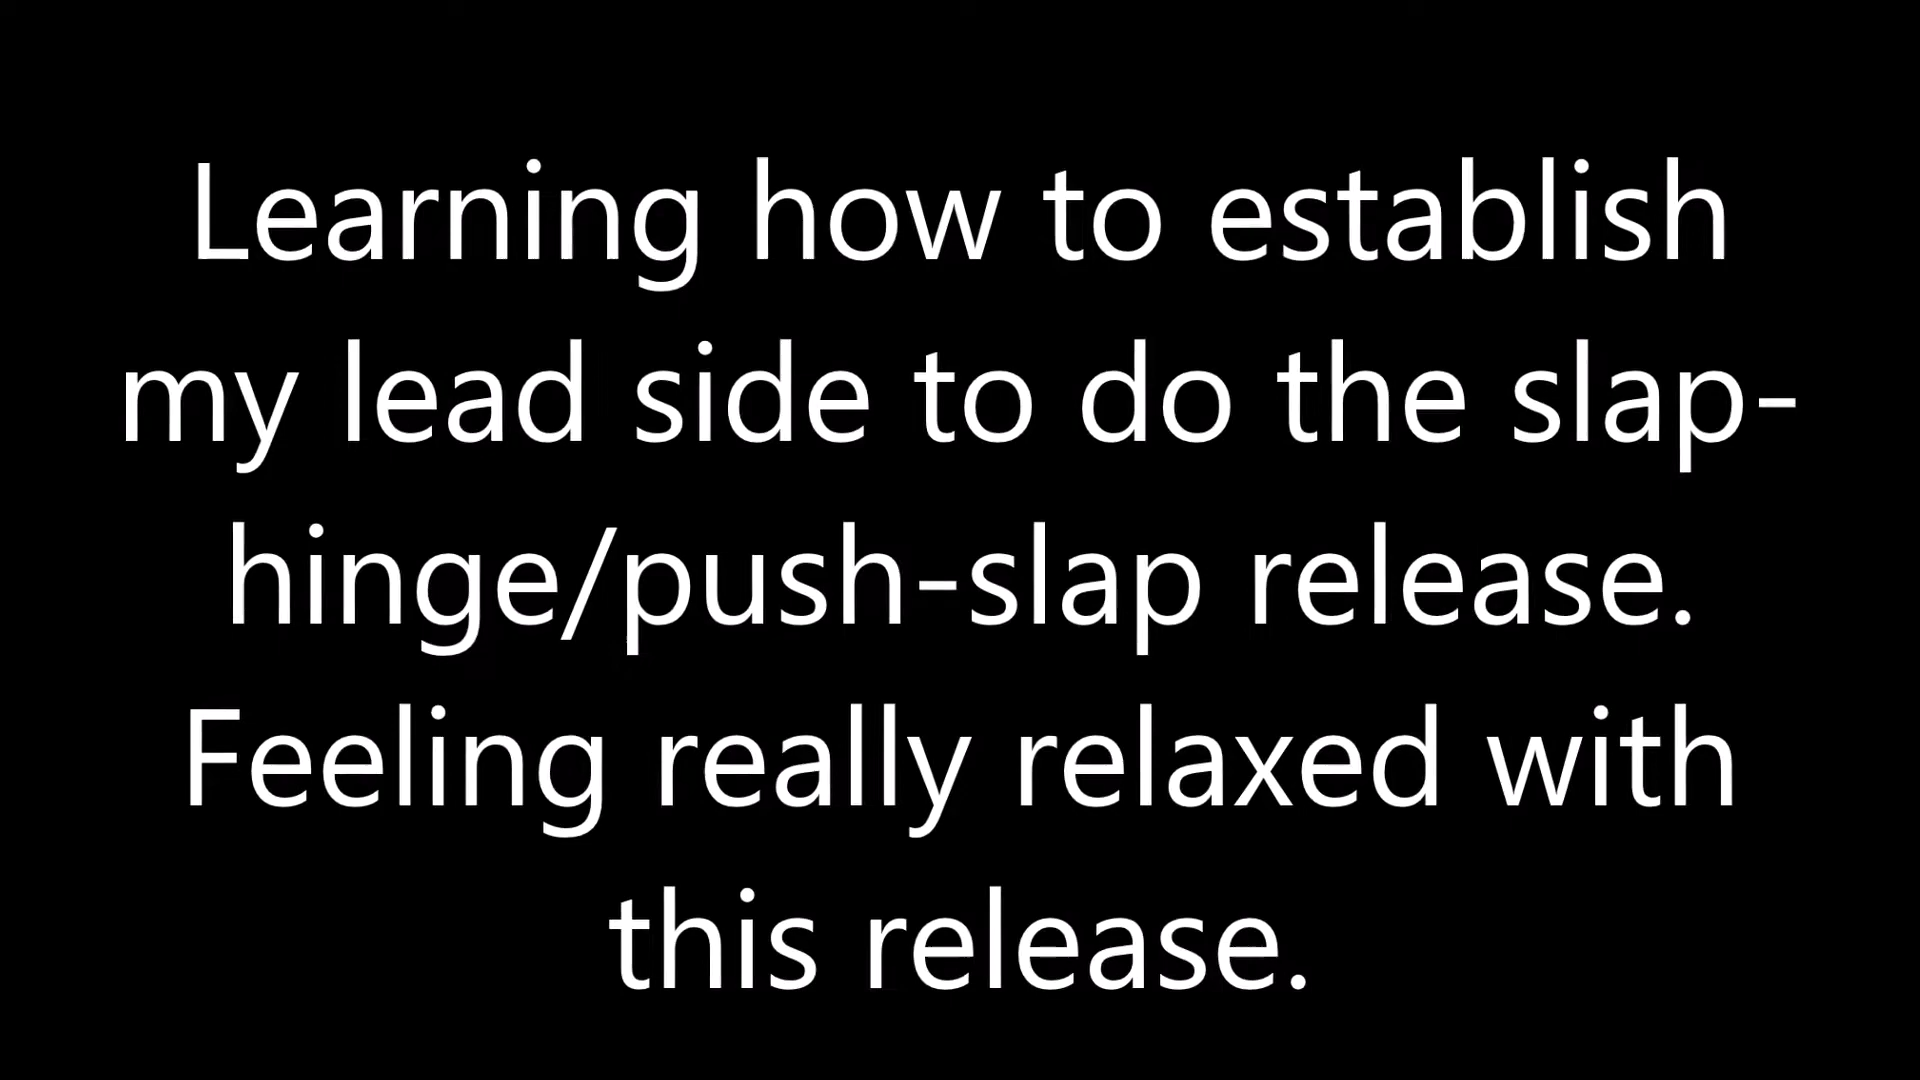 Learning how to establish
my lead side to do the slap-
hinge/push-slap release.
Feeling really relaxed with
this release.